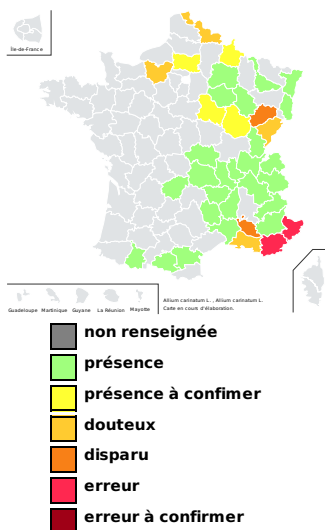 Île-de-France
Guadeloupe Martinique Guyane La Réunion Mayotte
Allium carinatum L. , Allium carinatum L.
Carte en cours d'élaboration.
non renseignée
présence
présence à confimer
douteux
disparu
erreur
erreur à confirmer